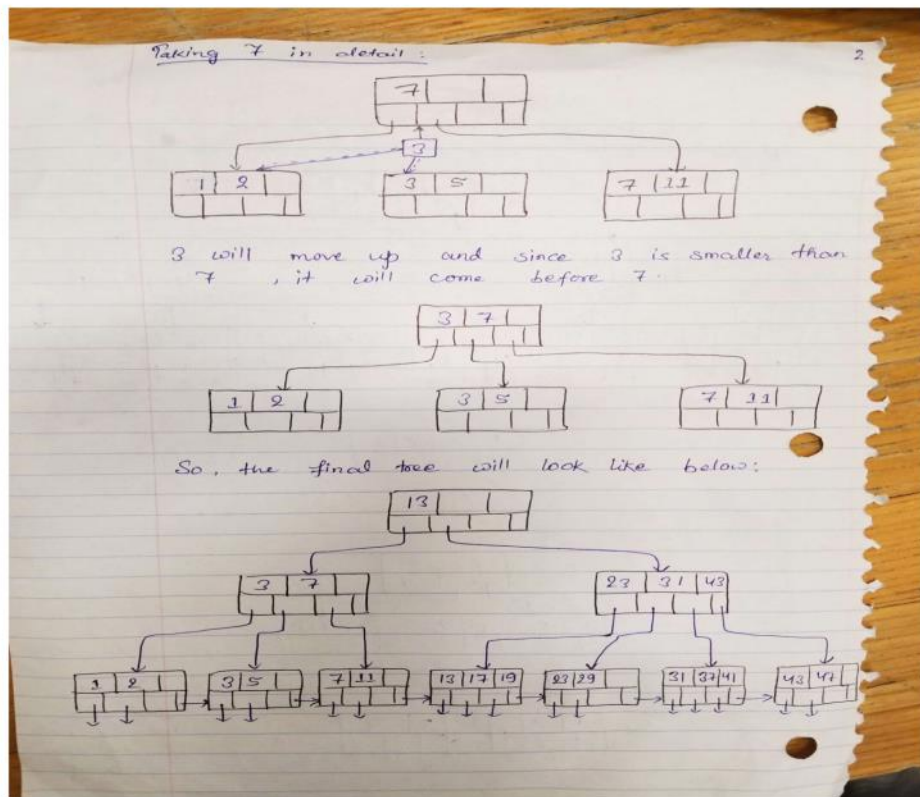 Taking 7 in detail :
2
7
3
1 2
3 5
7 11
3 will move up and since 3 is smaller than
7 , it will come before 7.
3 7
1 2
3 5
7 11
So, the final tree will look like below:
13
3 7
23 31 43
1 2
3 5
7 11
13 17 19
23 29
31 37 41
43 47